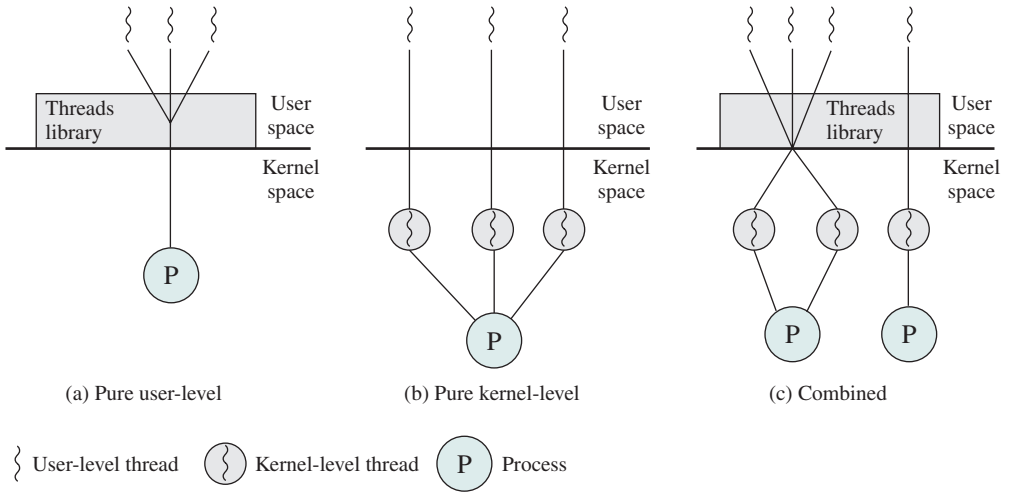 Threads
library
User
space
Kernel
space
P
(a) Pure user-level
User
space
Kernel
space
P
(b) Pure kernel-level
Threads
library
User
space
Kernel
space
P
P
(c) Combined
User-level thread
Kernel-level thread
P
Process